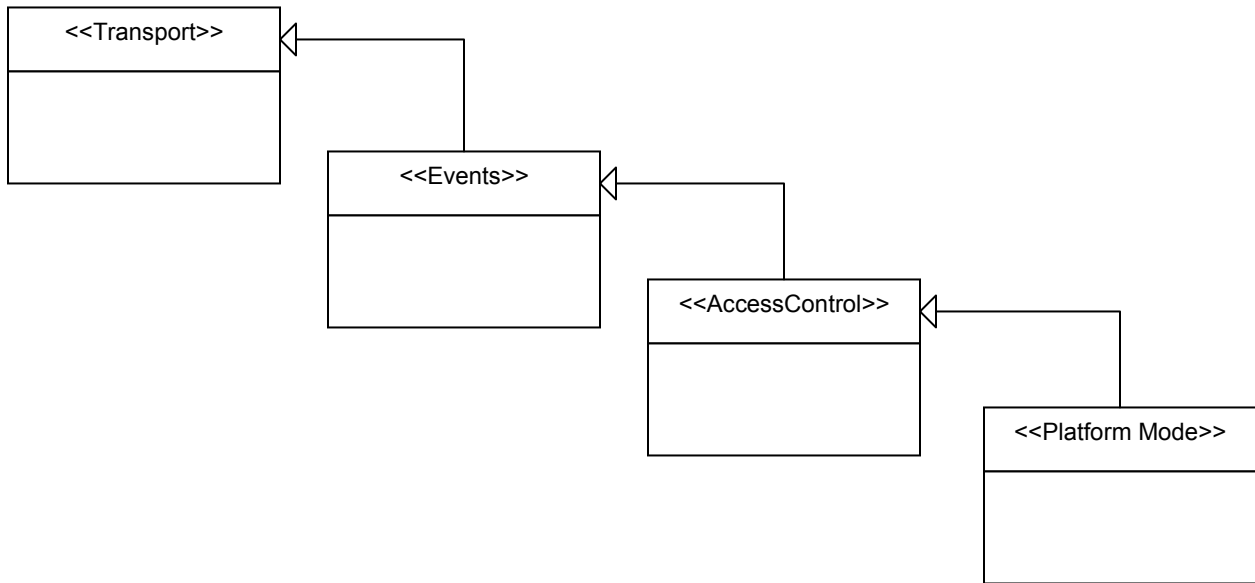 <<Transport>>
<<Events>>
<<AccessControl>>
<<Platform Mode>>